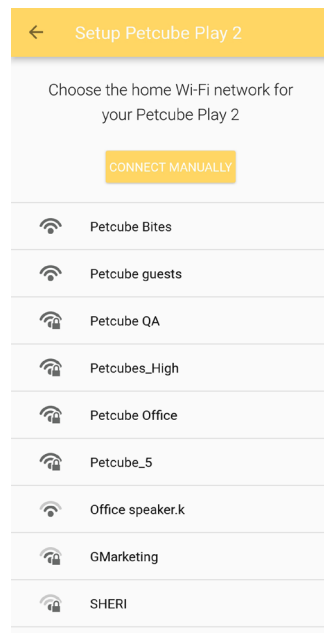 Setup Petcube Play 2
Choose the home Wi-Fi network for
your Petcube Play 2
CONNECT MANUALLY
Petcube Bites
Petcube guests
Petcube QA
Petcubes_High
Petcube Office
Petcube_5
Office speaker.k
GMarketing
SHERI